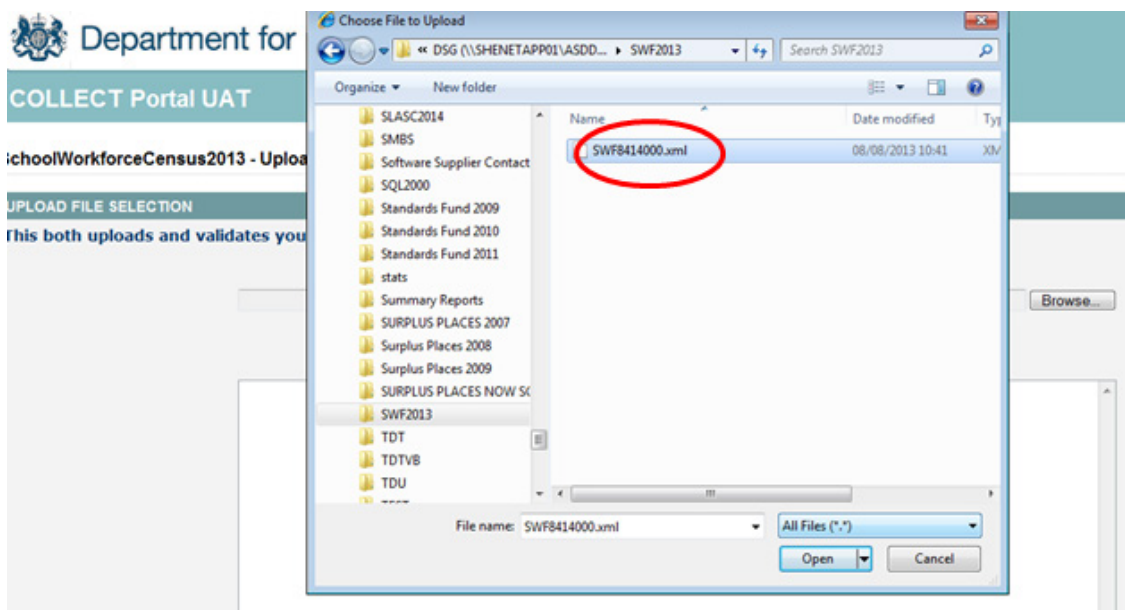 Department for
COLLECT Portal UAT
SchoolWorkforceCensus2013 - Uploa
UPLOAD FILE SELECTION
This both uploads and validates you
Browse...
Choose File to Upload
« DSG (\\SHENETAPP01\ASDD... ▸ SWF2013
Search SWF2013
Organize
New folder
SLASC2014
SMBS
Software Supplier Contact
SQL2000
Standards Fund 2009
Standards Fund 2010
Standards Fund 2011
stats
Summary Reports
SURPLUS PLACES 2007
Surplus Places 2008
Surplus Places 2009
SURPLUS PLACES NOW SC
SWF2013
TDT
TDTVB
TDU
Name
Date modified
Typ
SWF8414000.xml
08/08/2013 10:41
XM
File name: SWF8414000.xml
All Files (*.*)
Open
Cancel